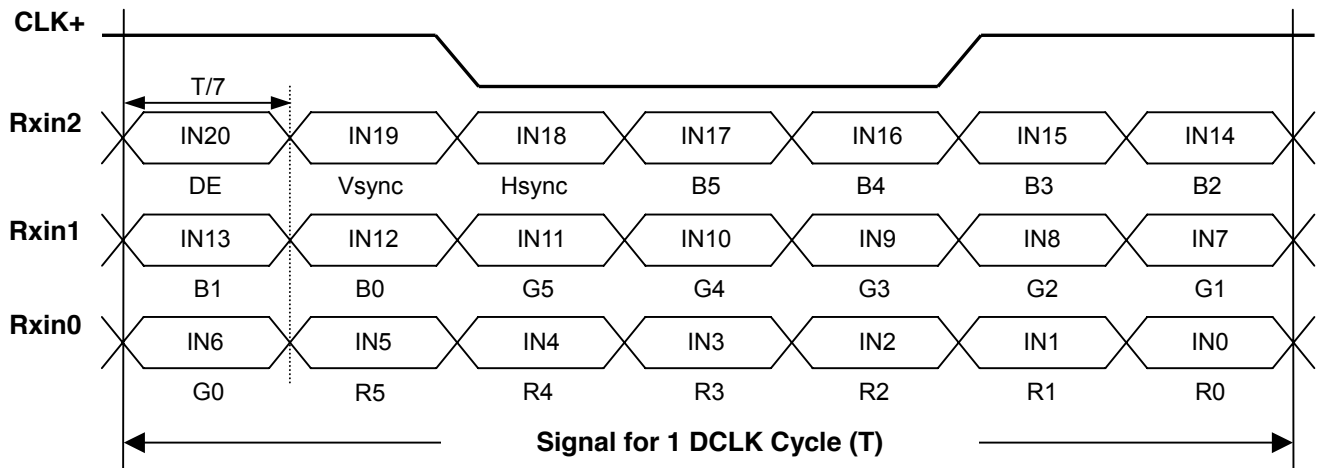 CLK+
T/7
Rxin2 IN20 IN19 IN18 IN17 IN16 IN15 IN14
DE Vsync Hsync B5 B4 B3 B2
Rxin1 IN13 IN12 IN11 IN10 IN9 IN8 IN7
B1 B0 G5 G4 G3 G2 G1
Rxin0 IN6 IN5 IN4 IN3 IN2 IN1 IN0
G0 R5 R4 R3 R2 R1 R0
Signal for 1 DCLK Cycle (T)